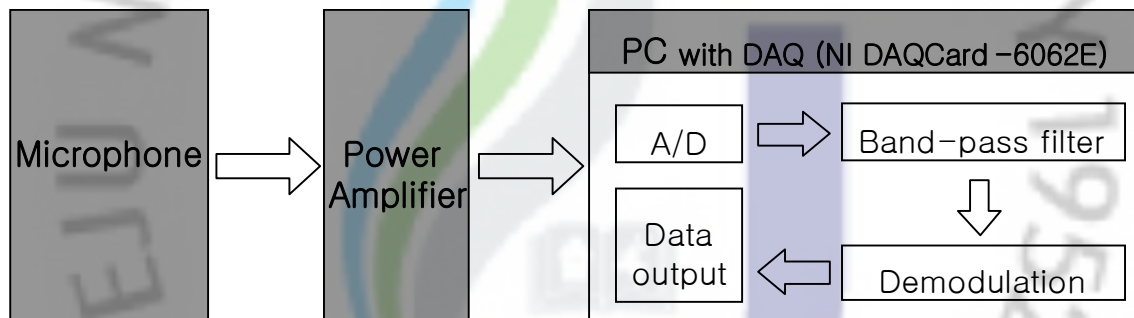 Microphone
Power
Amplifier
PC with DAQ (NI DAQCard-6062E)
A/D
Band-pass filter
Demodulation
Data
output